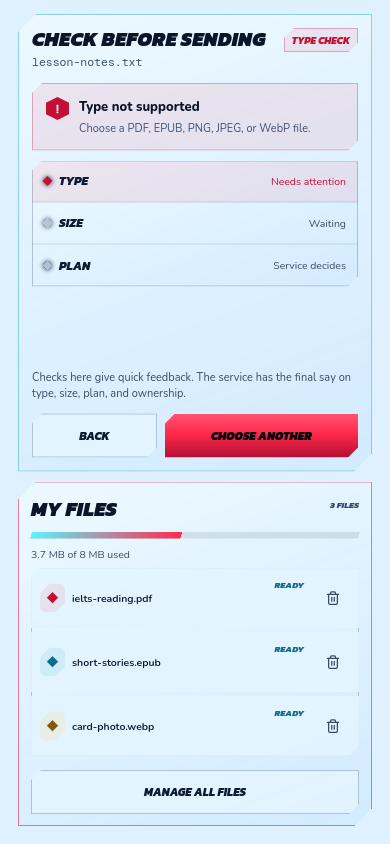 CHECK BEFORE SENDING
TYPE CHECK
lesson-notes.txt
!
Type not supported
Choose a PDF, EPUB, PNG, JPEG, or WebP file.
TYPE
Needs attention
SIZE
Waiting
PLAN
Service decides
Checks here give quick feedback. The service has the final say on
type, size, plan, and ownership.
BACK
CHOOSE ANOTHER
MY FILES
3 FILES
3.7 MB of 8 MB used
ielts-reading.pdf
READY
short-stories.epub
READY
card-photo.webp
READY
MANAGE ALL FILES